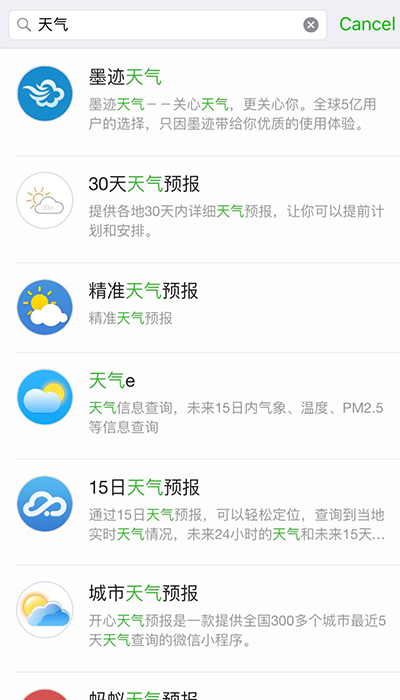 天气
Cancel
墨迹天气
墨迹天气－－关心天气，更关心你。全球5亿用
户的选择，只因墨迹带给你优质的使用体验。
30天天气预报
提供各地30天内详细天气预报，让你可以提前计
划和安排。
精准天气预报
精准天气预报
天气e
天气信息查询，未来15日内气象、温度、PM2.5
等信息查询
15日天气预报
通过15日天气预报，可以轻松定位，查询到当地
实时天气情况，未来24小时的天气和未来15天...
城市天气预报
开心天气预报是一款提供全国300多个城市最近5
天天气查询的微信小程序。
蚂蚁天气预报